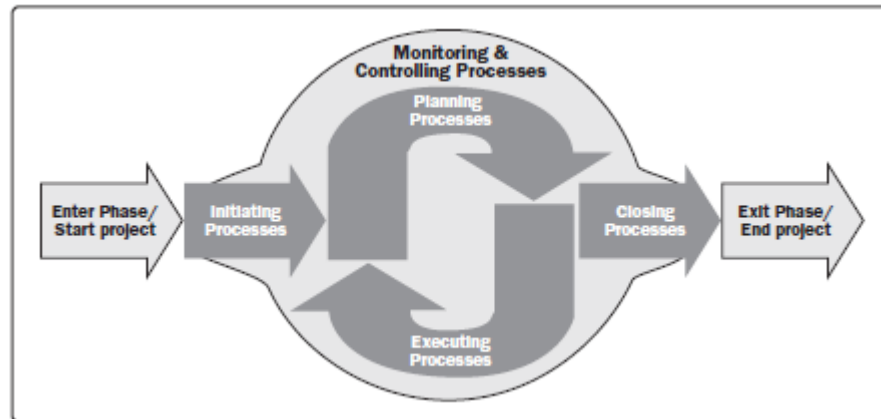 Monitoring &
Controlling Processes
Planning
Processes
Enter Phase/
Start project
Initiating
Processes
Closing
Processes
Exit Phase/
End project
Executing
Processes